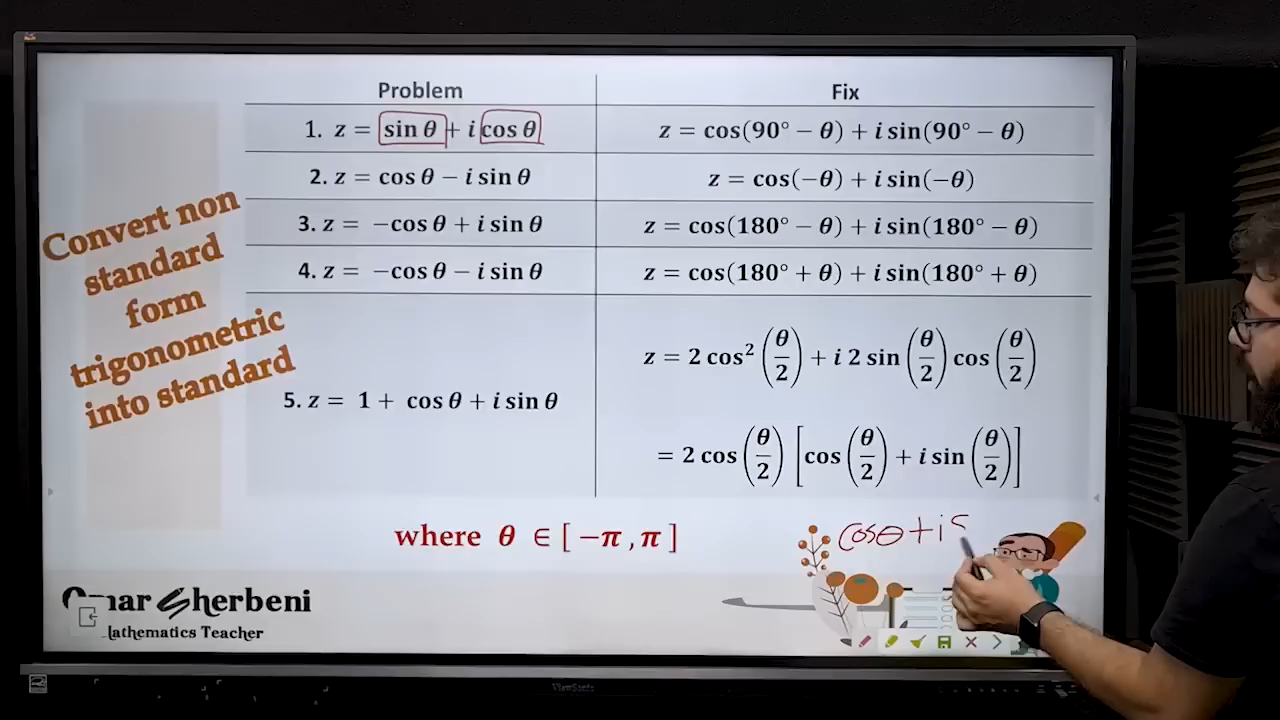 Problem
Fix
1. z = sin θ + i cos θ
z = cos(90° − θ) + i sin(90° − θ)
2. z = cos θ − i sin θ
z = cos(−θ) + i sin(−θ)
3. z = −cos θ + i sin θ
z = cos(180° − θ) + i sin(180° − θ)
4. z = −cos θ − i sin θ
z = cos(180° + θ) + i sin(180° + θ)
5. z = 1 + cos θ + i sin θ
z = 2 cos² (θ/2) + i 2 sin (θ/2) cos (θ/2)
= 2 cos (θ/2) [cos (θ/2) + i sin (θ/2)]
Convert non
standard
form
trigonometric
into standard
where θ ∈ [−π , π]
cosθ + i s
Sherbeni
Teacher
ViewSonic